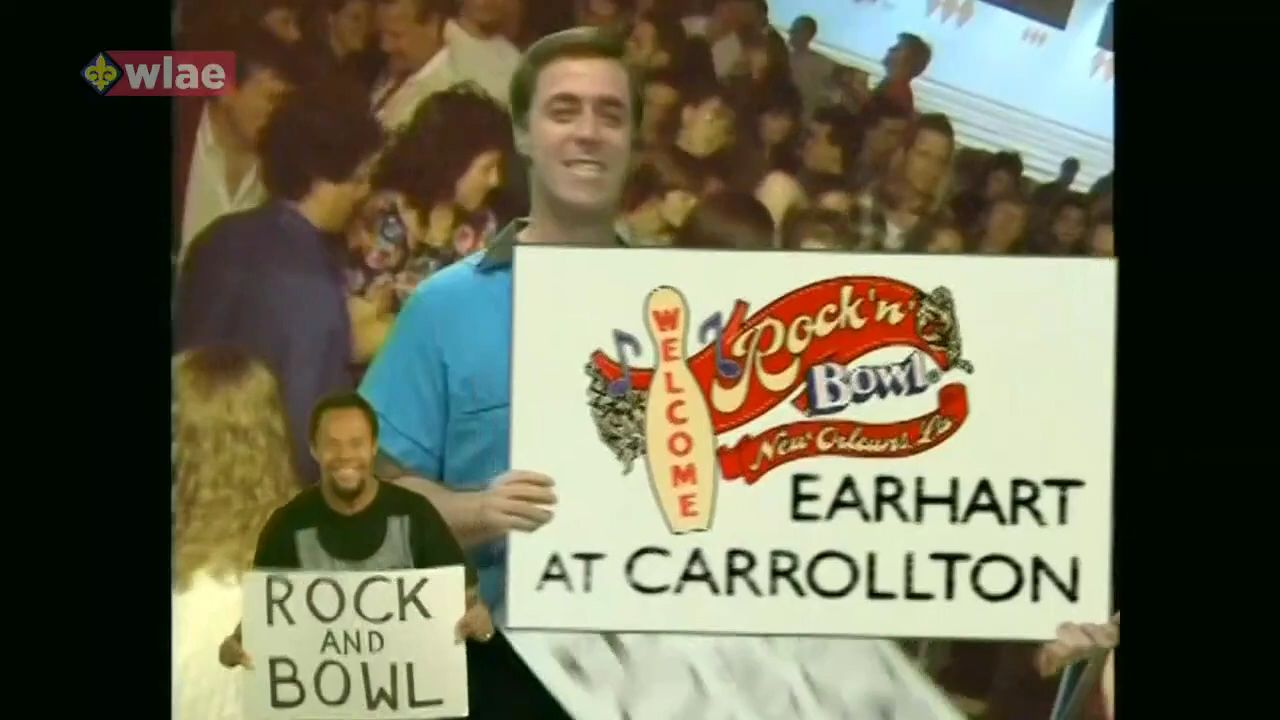 wlae
WELCOME
Rock'n'
Bowl
New Orleans, La
EARHART
AT CARROLLTON
ROCK
AND
BOWL